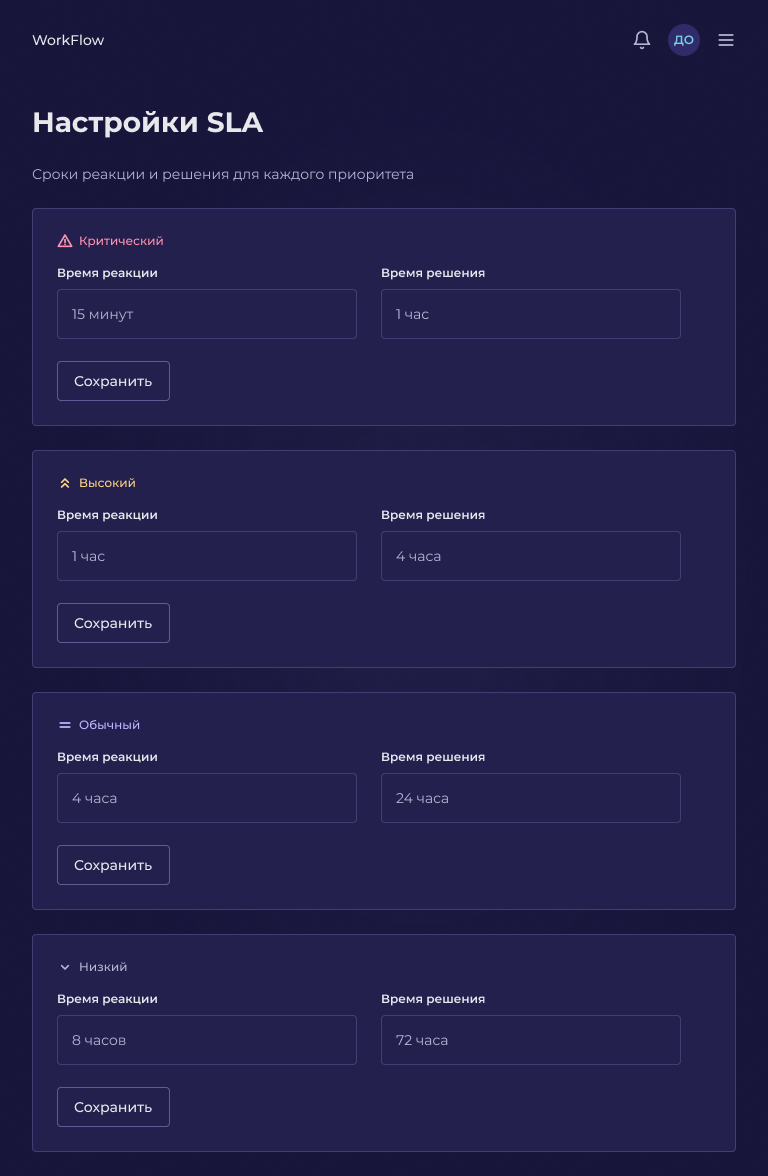 WorkFlow
ДО
Настройки SLA
Сроки реакции и решения для каждого приоритета
Критический
Время реакции
Время решения
15 минут
1 час
Сохранить
Высокий
Время реакции
Время решения
1 час
4 часа
Сохранить
Обычный
Время реакции
Время решения
4 часа
24 часа
Сохранить
Низкий
Время реакции
Время решения
8 часов
72 часа
Сохранить